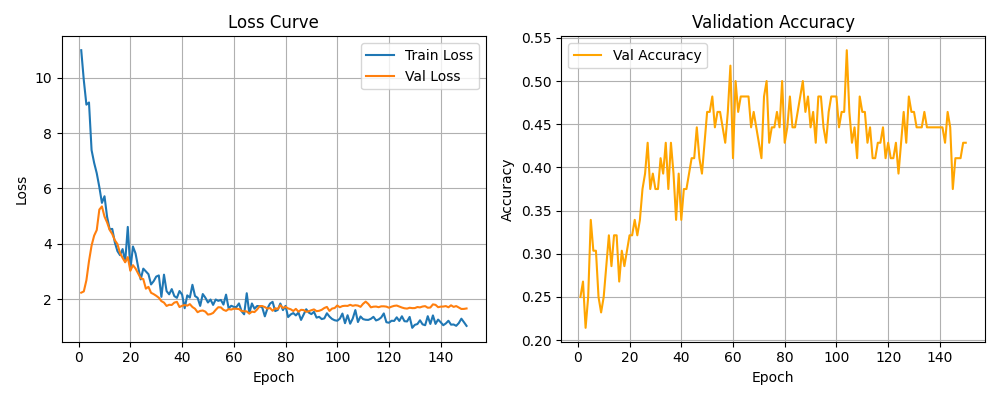 Loss Curve
Train Loss
Val Loss
10
8
6
4
2
Loss
0 20 40 60 80 100 120 140
Epoch
Validation Accuracy
Val Accuracy
0.55
0.50
0.45
0.40
0.35
0.30
0.25
0.20
Accuracy
0 20 40 60 80 100 120 140
Epoch